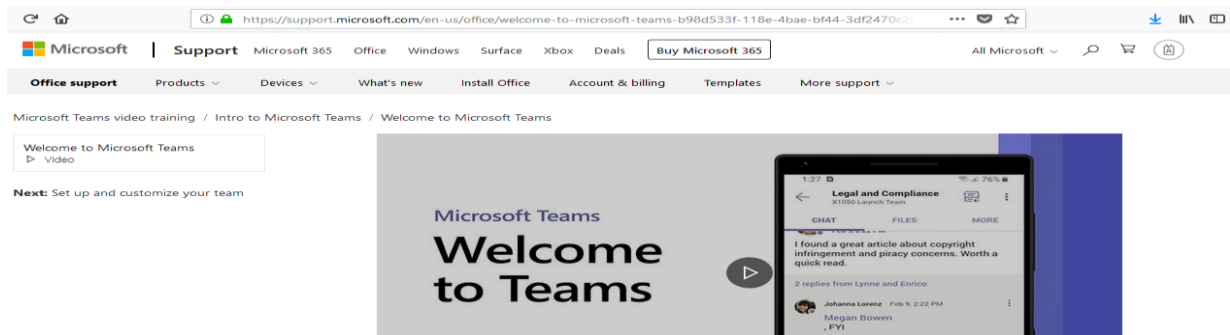 https://support.microsoft.com/en-us/office/welcome-to-microsoft-teams-b98d533f-118e-4bae-bf44-3df2470c2
Microsoft | Support Microsoft 365 Office Windows Surface Xbox Deals Buy Microsoft 365 All Microsoft
Office support Products Devices What's new Install Office Account & billing Templates More support
Microsoft Teams video training / Intro to Microsoft Teams / Welcome to Microsoft Teams
Welcome to Microsoft Teams
Video
Next: Set up and customize your team
Microsoft Teams
Welcome
to Teams
1:27 76%
Legal and Compliance
X1050 Launch Team
CHAT FILES MORE
I found a great article about copyright
infringement and piracy concerns. Worth a
quick read.
2 replies from Lynne and Enrico
Johanna Lorenz Feb 9, 2:22 PM
Megan Bowen
, FYI